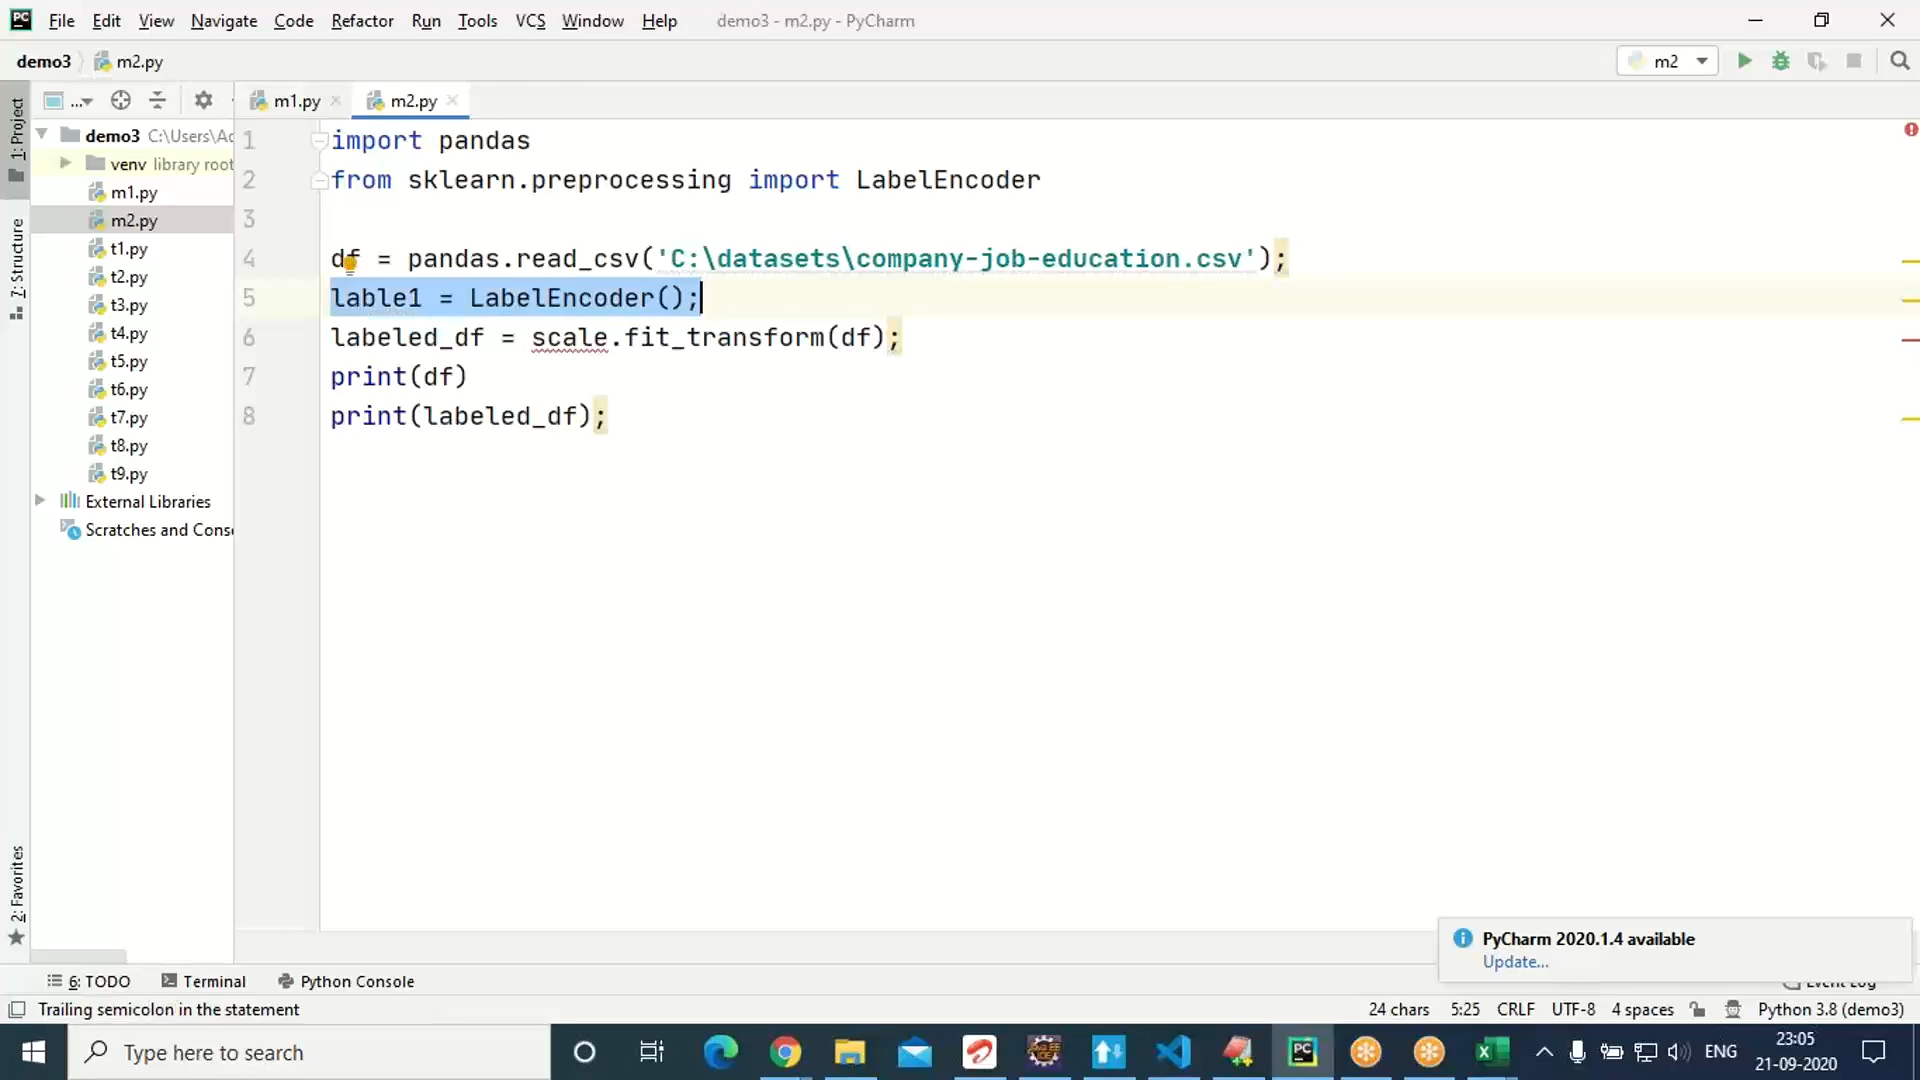 PC File Edit View Navigate Code Refactor Run Tools VCS Window Help demo3 - m2.py - PyCharm
demo3 m2.py m2
1: Project
7: Structure
2: Favorites
...
m1.py
m2.py
demo3 C:\Users\Ac
venv library root
m1.py
m2.py
t1.py
t2.py
t3.py
t4.py
t5.py
t6.py
t7.py
t8.py
t9.py
External Libraries
Scratches and Conso
1 import pandas
2 from sklearn.preprocessing import LabelEncoder
3
4 df = pandas.read_csv('C:\datasets\company-job-education.csv');
5 lable1 = LabelEncoder();
6 labeled_df = scale.fit_transform(df);
7 print(df)
8 print(labeled_df);
PyCharm 2020.1.4 available
Update...
6: TODO Terminal Python Console Event Log
Trailing semicolon in the statement 24 chars 5:25 CRLF UTF-8 4 spaces Python 3.8 (demo3)
Type here to search
PC
ENG
23:05
21-09-2020